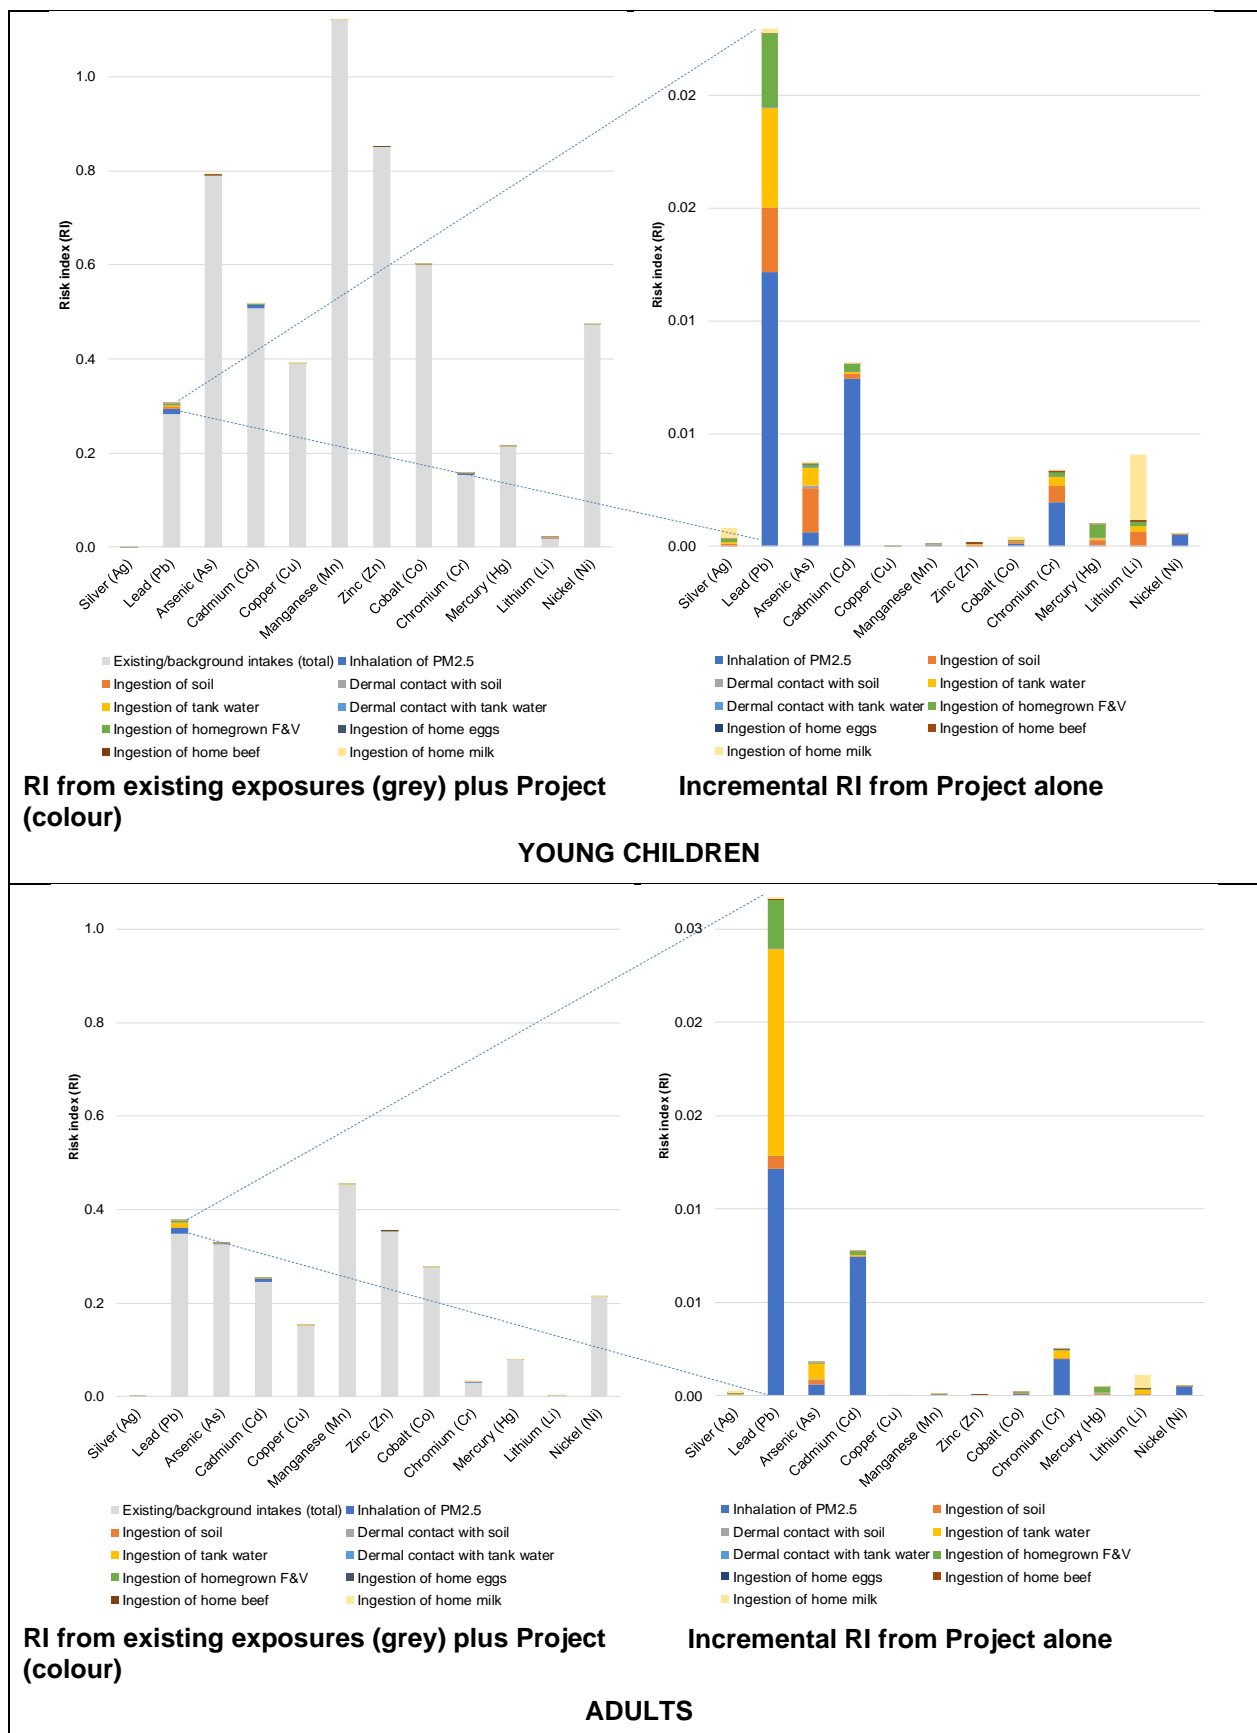 1.0
0.8
0.6
0.4
0.2
0.0
Risk index (RI)
Silver (Ag)
Lead (Pb)
Arsenic (As)
Cadmium (Cd)
Copper (Cu)
Manganese (Mn)
Zinc (Zn)
Cobalt (Co)
Chromium (Cr)
Mercury (Hg)
Lithium (Li)
Nickel (Ni)
Existing/background intakes (total)
Inhalation of PM2.5
Ingestion of soil
Dermal contact with soil
Ingestion of tank water
Dermal contact with tank water
Ingestion of homegrown F&V
Ingestion of home eggs
Ingestion of home beef
Ingestion of home milk
RI from existing exposures (grey) plus Project
(colour)
0.02
0.02
0.01
0.01
0.00
Risk index (RI)
Silver (Ag)
Lead (Pb)
Arsenic (As)
Cadmium (Cd)
Copper (Cu)
Manganese (Mn)
Zinc (Zn)
Cobalt (Co)
Chromium (Cr)
Mercury (Hg)
Lithium (Li)
Nickel (Ni)
Inhalation of PM2.5
Ingestion of soil
Dermal contact with soil
Ingestion of tank water
Dermal contact with tank water
Ingestion of homegrown F&V
Ingestion of home eggs
Ingestion of home beef
Ingestion of home milk
Incremental RI from Project alone
YOUNG CHILDREN
1.0
0.8
0.6
0.4
0.2
0.0
Risk index (RI)
Silver (Ag)
Lead (Pb)
Arsenic (As)
Cadmium (Cd)
Copper (Cu)
Manganese (Mn)
Zinc (Zn)
Cobalt (Co)
Chromium (Cr)
Mercury (Hg)
Lithium (Li)
Nickel (Ni)
Existing/background intakes (total)
Inhalation of PM2.5
Ingestion of soil
Dermal contact with soil
Ingestion of tank water
Dermal contact with tank water
Ingestion of homegrown F&V
Ingestion of home eggs
Ingestion of home beef
Ingestion of home milk
RI from existing exposures (grey) plus Project
(colour)
0.03
0.02
0.02
0.01
0.01
0.00
Risk index (RI)
Silver (Ag)
Lead (Pb)
Arsenic (As)
Cadmium (Cd)
Copper (Cu)
Manganese (Mn)
Zinc (Zn)
Cobalt (Co)
Chromium (Cr)
Mercury (Hg)
Lithium (Li)
Nickel (Ni)
Inhalation of PM2.5
Ingestion of soil
Dermal contact with soil
Ingestion of tank water
Dermal contact with tank water
Ingestion of homegrown F&V
Ingestion of home eggs
Ingestion of home beef
Ingestion of home milk
Incremental RI from Project alone
ADULTS